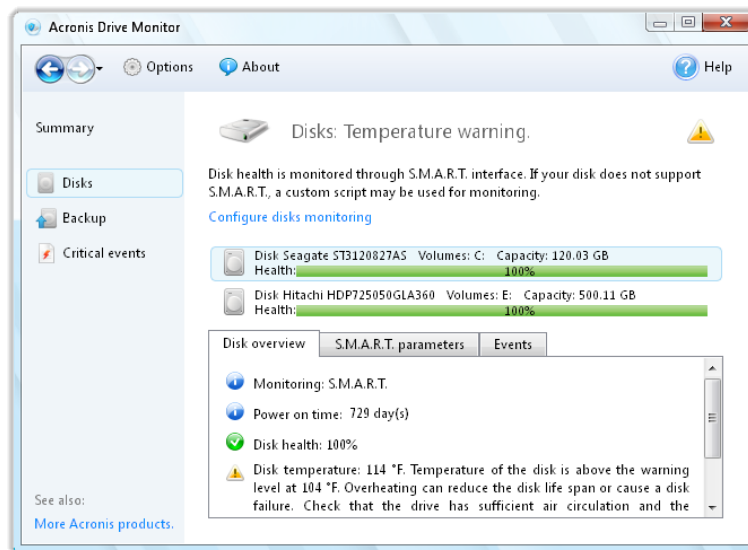 Acronis Drive Monitor
Options
About
Help
Summary
Disks
Backup
Critical events
See also:
More Acronis products.
Disks: Temperature warning.
Disk health is monitored through S.M.A.R.T. interface. If your disk does not support
S.M.A.R.T., a custom script may be used for monitoring.
Configure disks monitoring
Disk Seagate ST3120827AS Volumes: C: Capacity: 120.03 GB
Health: 100%
Disk Hitachi HDP725050GLA360 Volumes: E: Capacity: 500.11 GB
Health: 100%
Disk overview
S.M.A.R.T. parameters
Events
Monitoring: S.M.A.R.T.
Power on time: 729 day(s)
Disk health: 100%
Disk temperature: 114 °F. Temperature of the disk is above the warning
level at 104 °F. Overheating can reduce the disk life span or cause a disk
failure. Check that the drive has sufficient air circulation and the